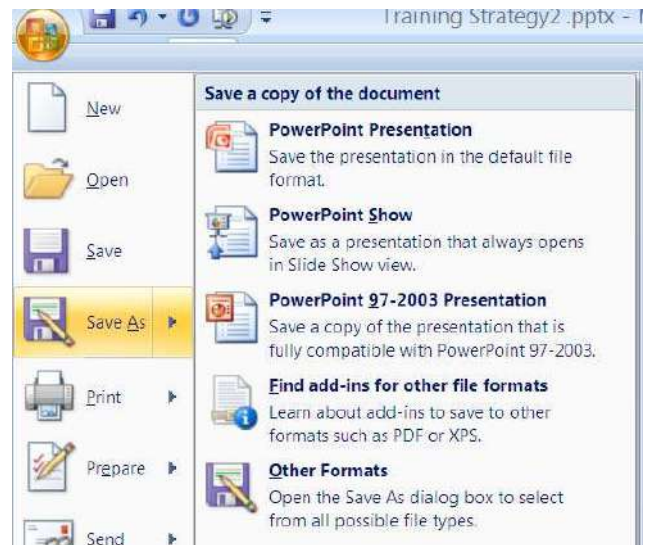 Training Strategy2 .pptx -
New
Open
Save
Save As
Print
Prepare
Send
Save a copy of the document
PowerPoint Presentation
Save the presentation in the default file
format.
PowerPoint Show
Save as a presentation that always opens
in Slide Show view.
PowerPoint 97-2003 Presentation
Save a copy of the presentation that is
fully compatible with PowerPoint 97-2003.
Find add-ins for other file formats
Learn about add-ins to save to other
formats such as PDF or XPS.
Other Formats
Open the Save As dialog box to select
from all possible file types.